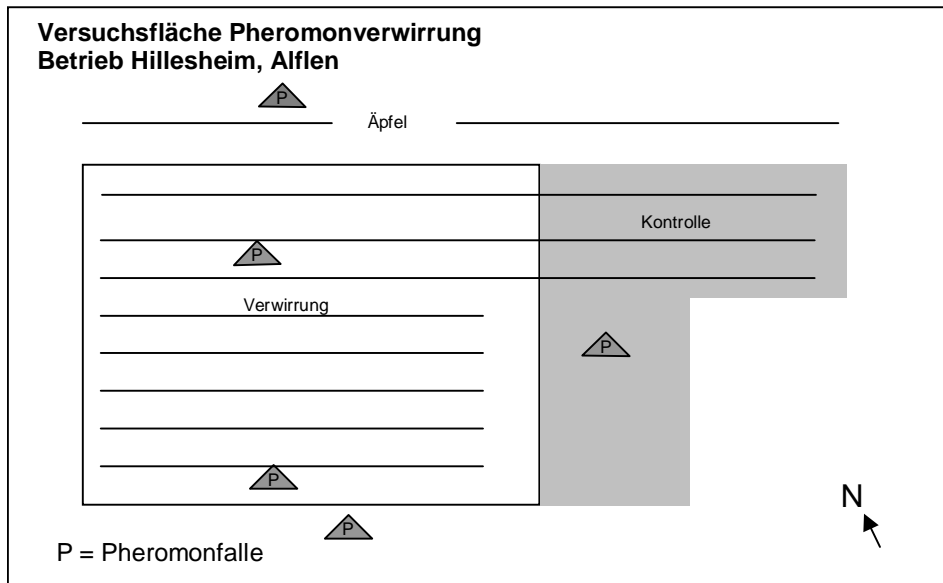 Versuchsfläche Pheromonverwirrung
Betrieb Hillesheim, Alflen
P
Äpfel
Kontrolle
P
Verwirrung
P
P
N
P
P = Pheromonfalle